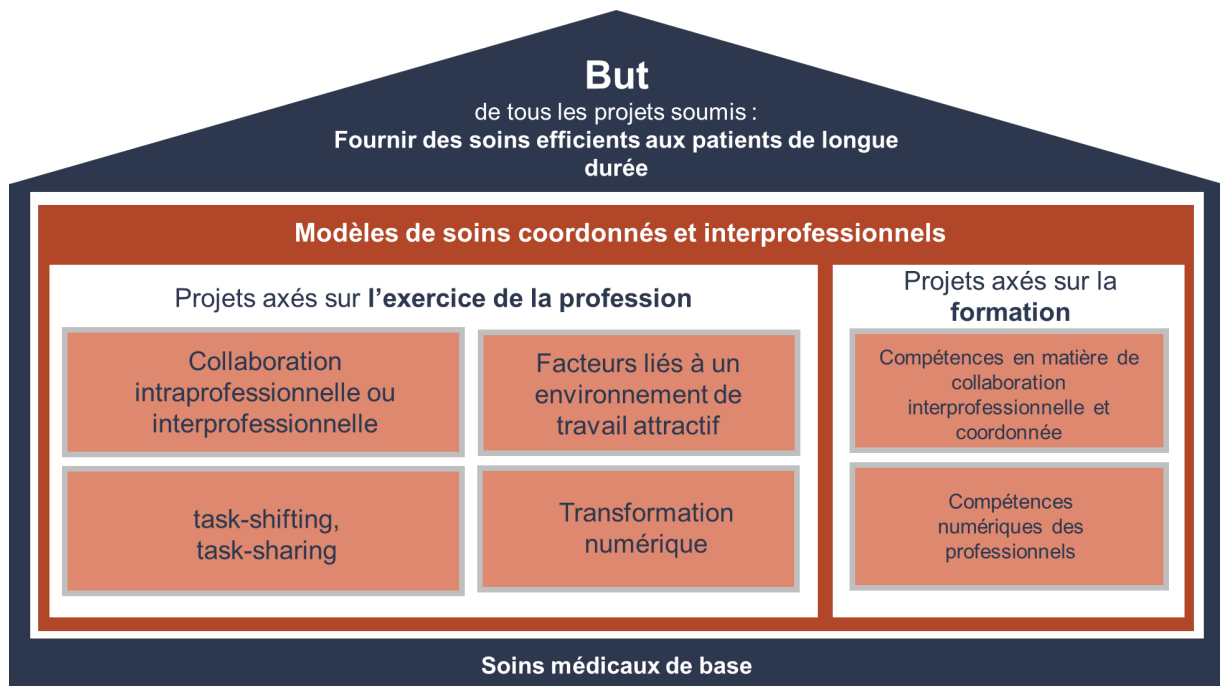 But
de tous les projets soumis :
Fournir des soins efficients aux patients de longue
durée
Modèles de soins coordonnés et interprofessionnels
Projets axés sur l’exercice de la profession
Collaboration
intraprofessionnelle ou
interprofessionnelle
Facteurs liés à un
environnement de
travail attractif
task-shifting,
task-sharing
Transformation
numérique
Projets axés sur la
formation
Compétences en matière de
collaboration
interprofessionnelle et
coordonnée
Compétences
numériques des
professionnels
Soins médicaux de base